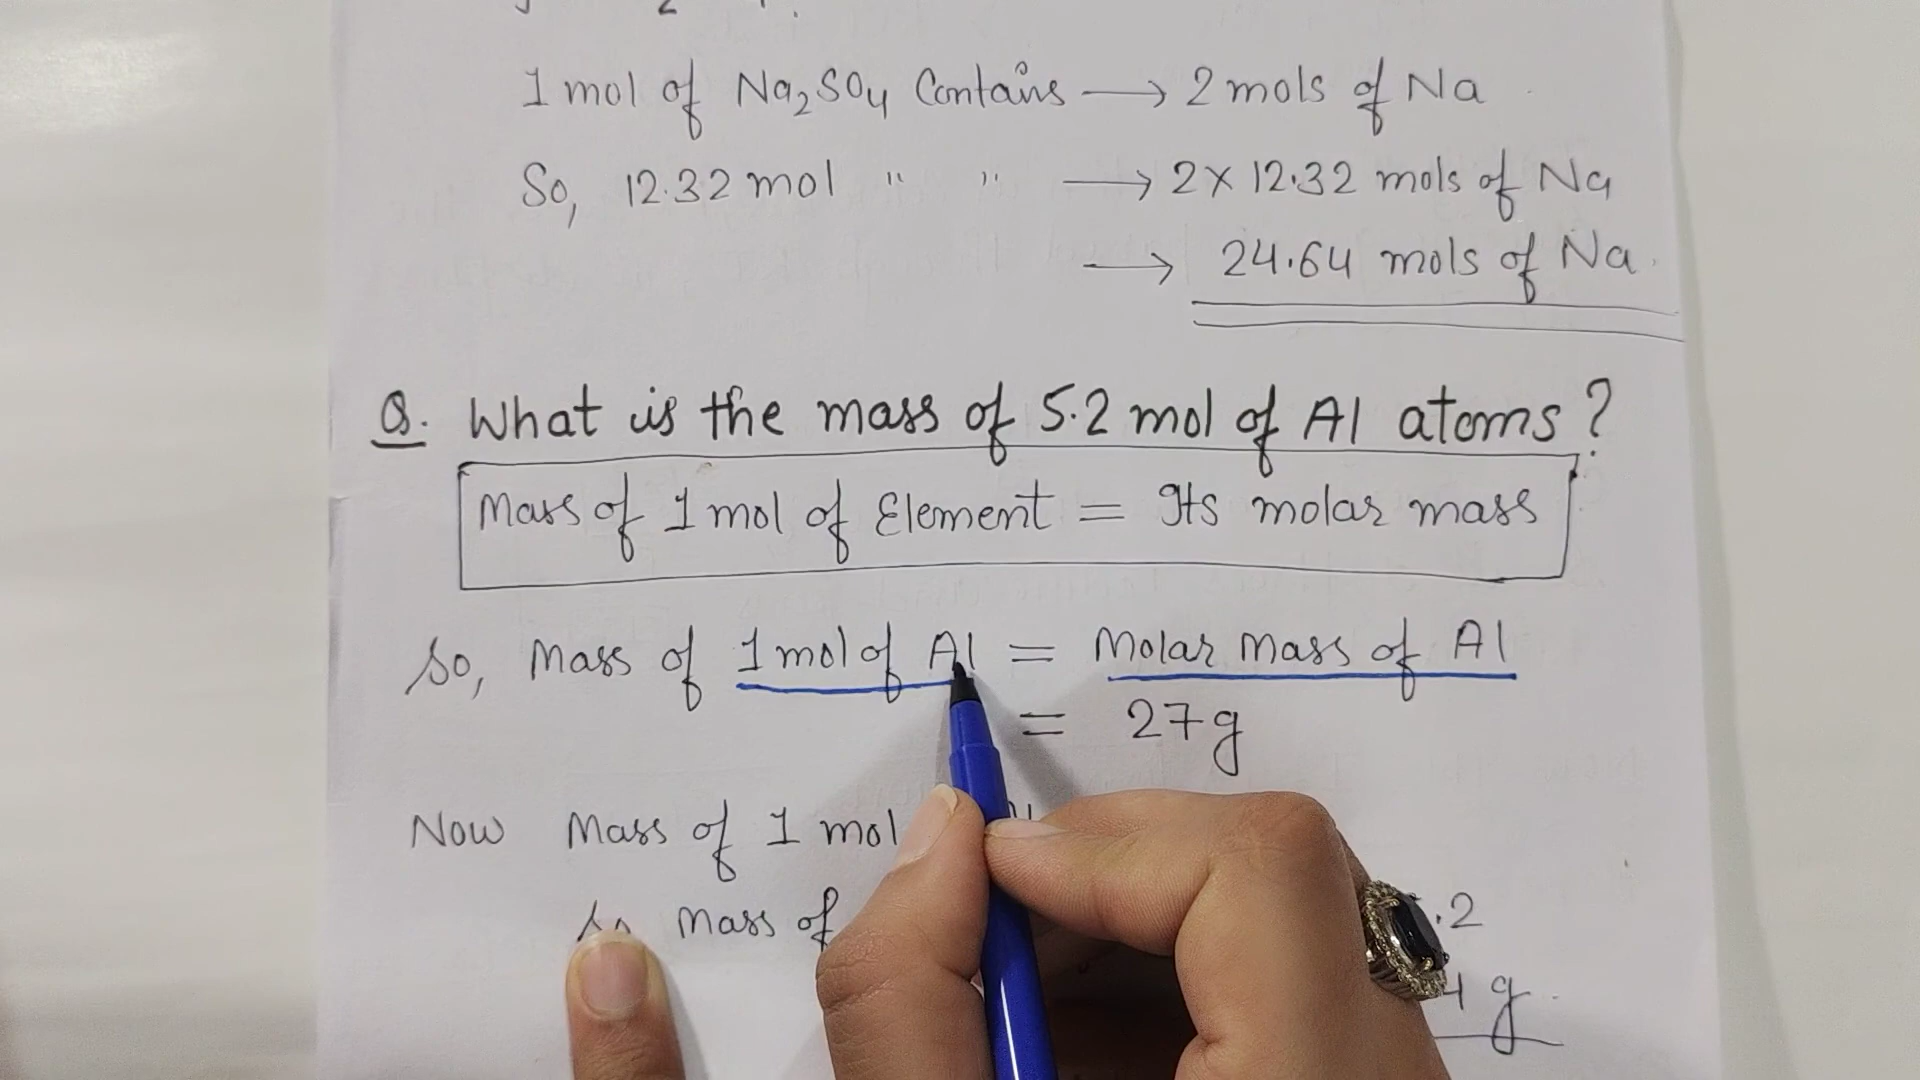 1 mol of Na₂SO₄ Contains → 2 mols of Na
So, 12.32 mol " " → 2 x 12.32 mols of Na
→ 24.64 mols of Na.
Q. What is the mass of 5.2 mol of Al atoms?
Mass of 1 mol of Element = Its molar mass
So, Mass of 1 mol of Al = Molar Mass of Al
= 27g
Now Mass of 1 mol
So Mass of .2
4 g.